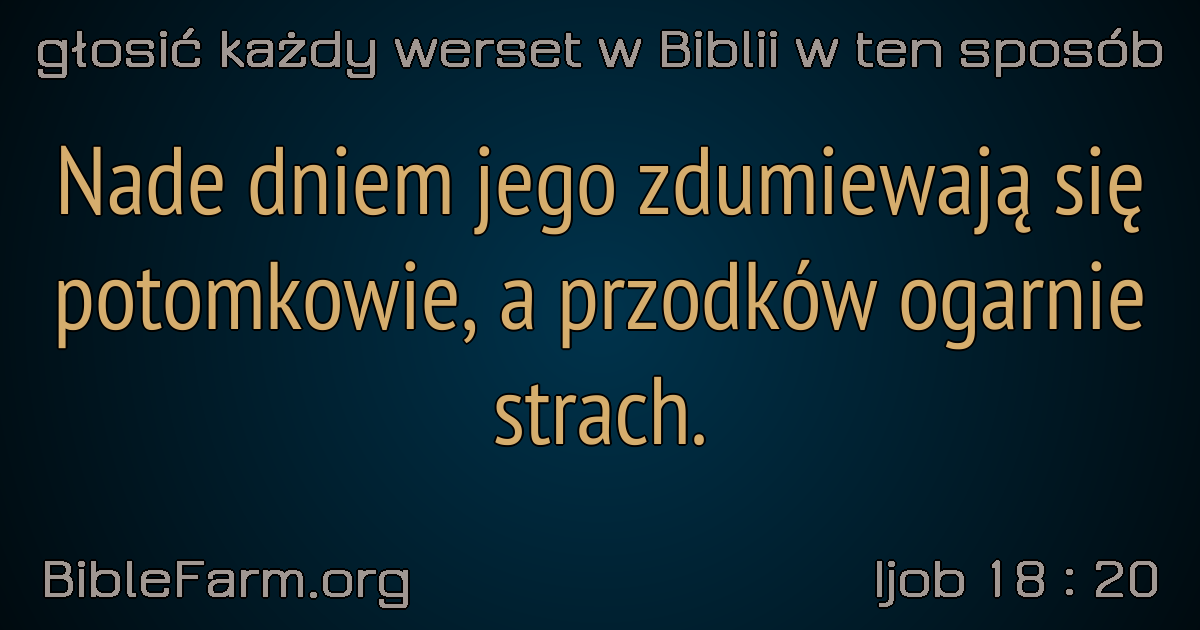 głosić każdy werset w Biblii w ten sposób
Nade dniem jego zdumiewają się
potomkowie, a przodków ogarnie
strach.
BibleFarm.org
Ijob 18 : 20